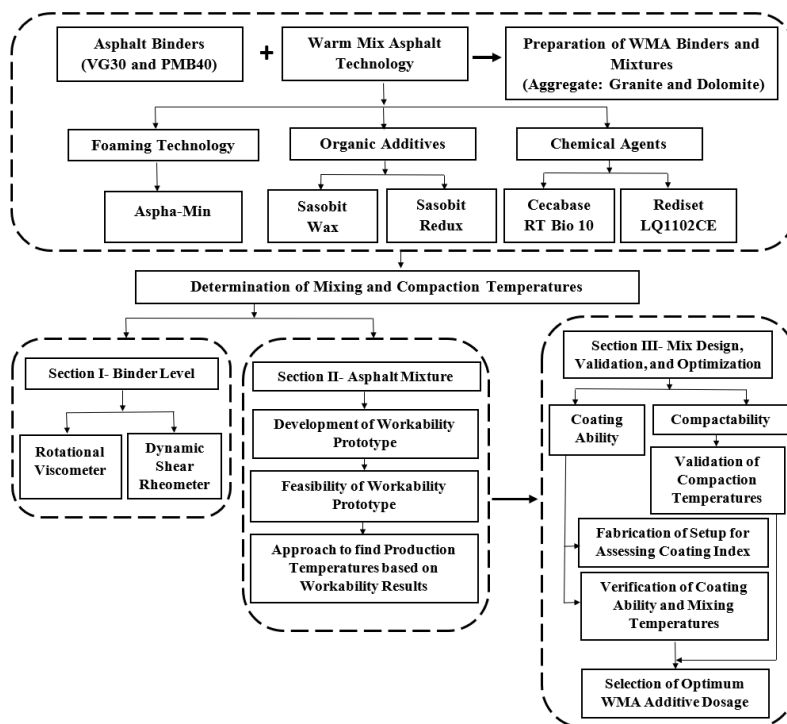 Asphalt Binders
(VG30 and PMB40)
+
Warm Mix Asphalt
Technology
Preparation of WMA Binders and
Mixtures
(Aggregate: Granite and Dolomite)
Foaming Technology
Organic Additives
Chemical Agents
Aspha-Min
Sasobit
Wax
Sasobit
Redux
Cecabase
RT Bio 10
Rediset
LQ1102CE
Determination of Mixing and Compaction Temperatures
Section I- Binder Level
Rotational
Viscometer
Dynamic
Shear
Rheometer
Section II- Asphalt Mixture
Development of Workability
Prototype
Feasibility of Workability
Prototype
Approach to find Production
Temperatures based on
Workability Results
Section III- Mix Design,
Validation, and Optimization
Coating
Ability
Compactability
Validation of
Compaction
Temperatures
Fabrication of Setup for
Assessing Coating Index
Verification of Coating
Ability and Mixing
Temperatures
Selection of Optimum
WMA Additive Dosage